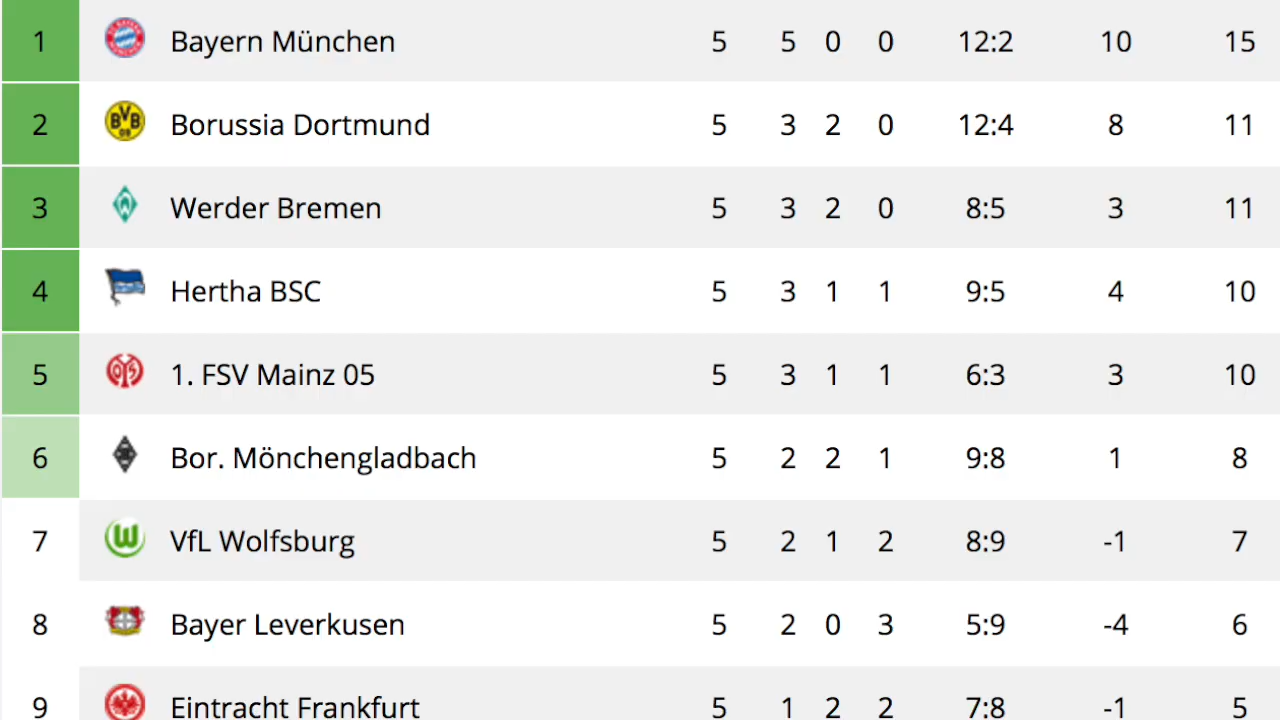 1 Bayern München 5 5 0 0 12:2 10 15
2 BVB 09 Borussia Dortmund 5 3 2 0 12:4 8 11
3 W Werder Bremen 5 3 2 0 8:5 3 11
4 Hertha BSC 5 3 1 1 9:5 4 10
5 1. FSV Mainz 05 5 3 1 1 6:3 3 10
6 Bor. Mönchengladbach 5 2 2 1 9:8 1 8
7 W VfL Wolfsburg 5 2 1 2 8:9 -1 7
8 Bayer Leverkusen 5 2 0 3 5:9 -4 6
9 Eintracht Frankfurt 5 1 2 2 7:8 -1 5